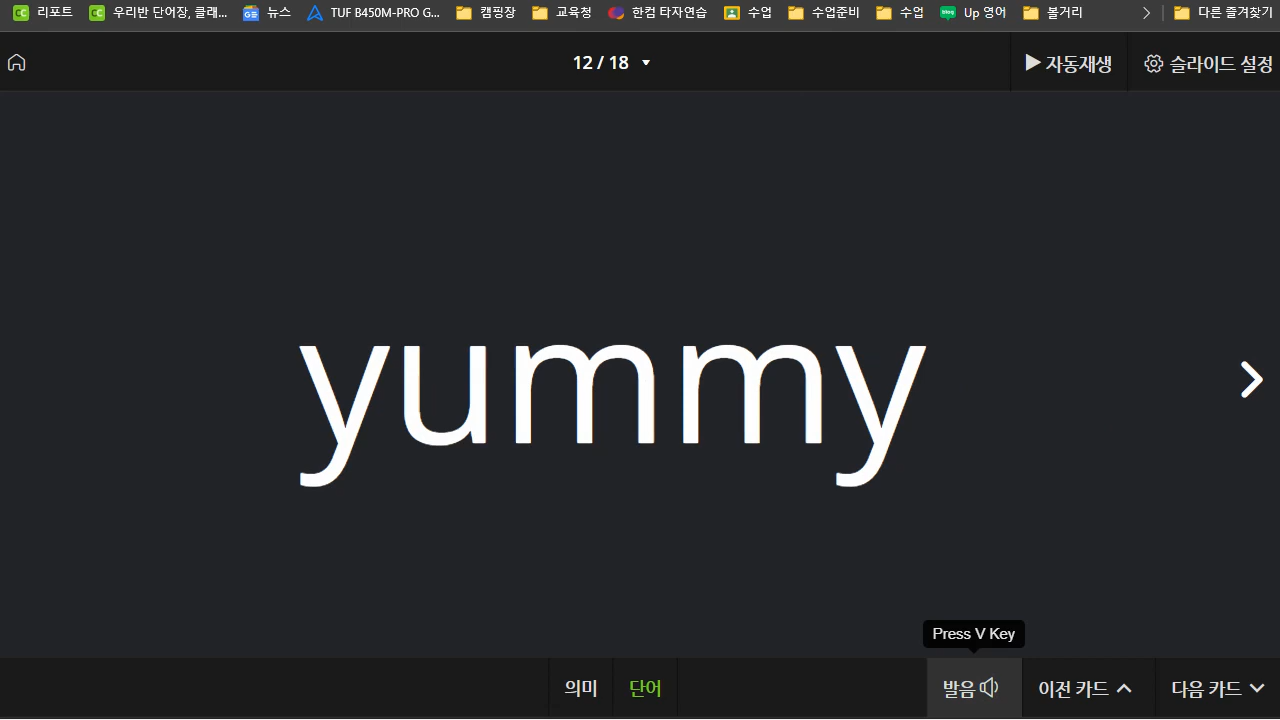 리포트 우리반 단어장, 클래... 뉴스 TUF B450M-PRO G... 캠핑장 교육청 한컴 타자연습 수업 수업준비 수업 Up 영어 볼거리 다른 즐겨찾기
12 / 18 자동재생 슬라이드 설정
yummy
Press V Key
의미 단어 발음 이전 카드 다음 카드